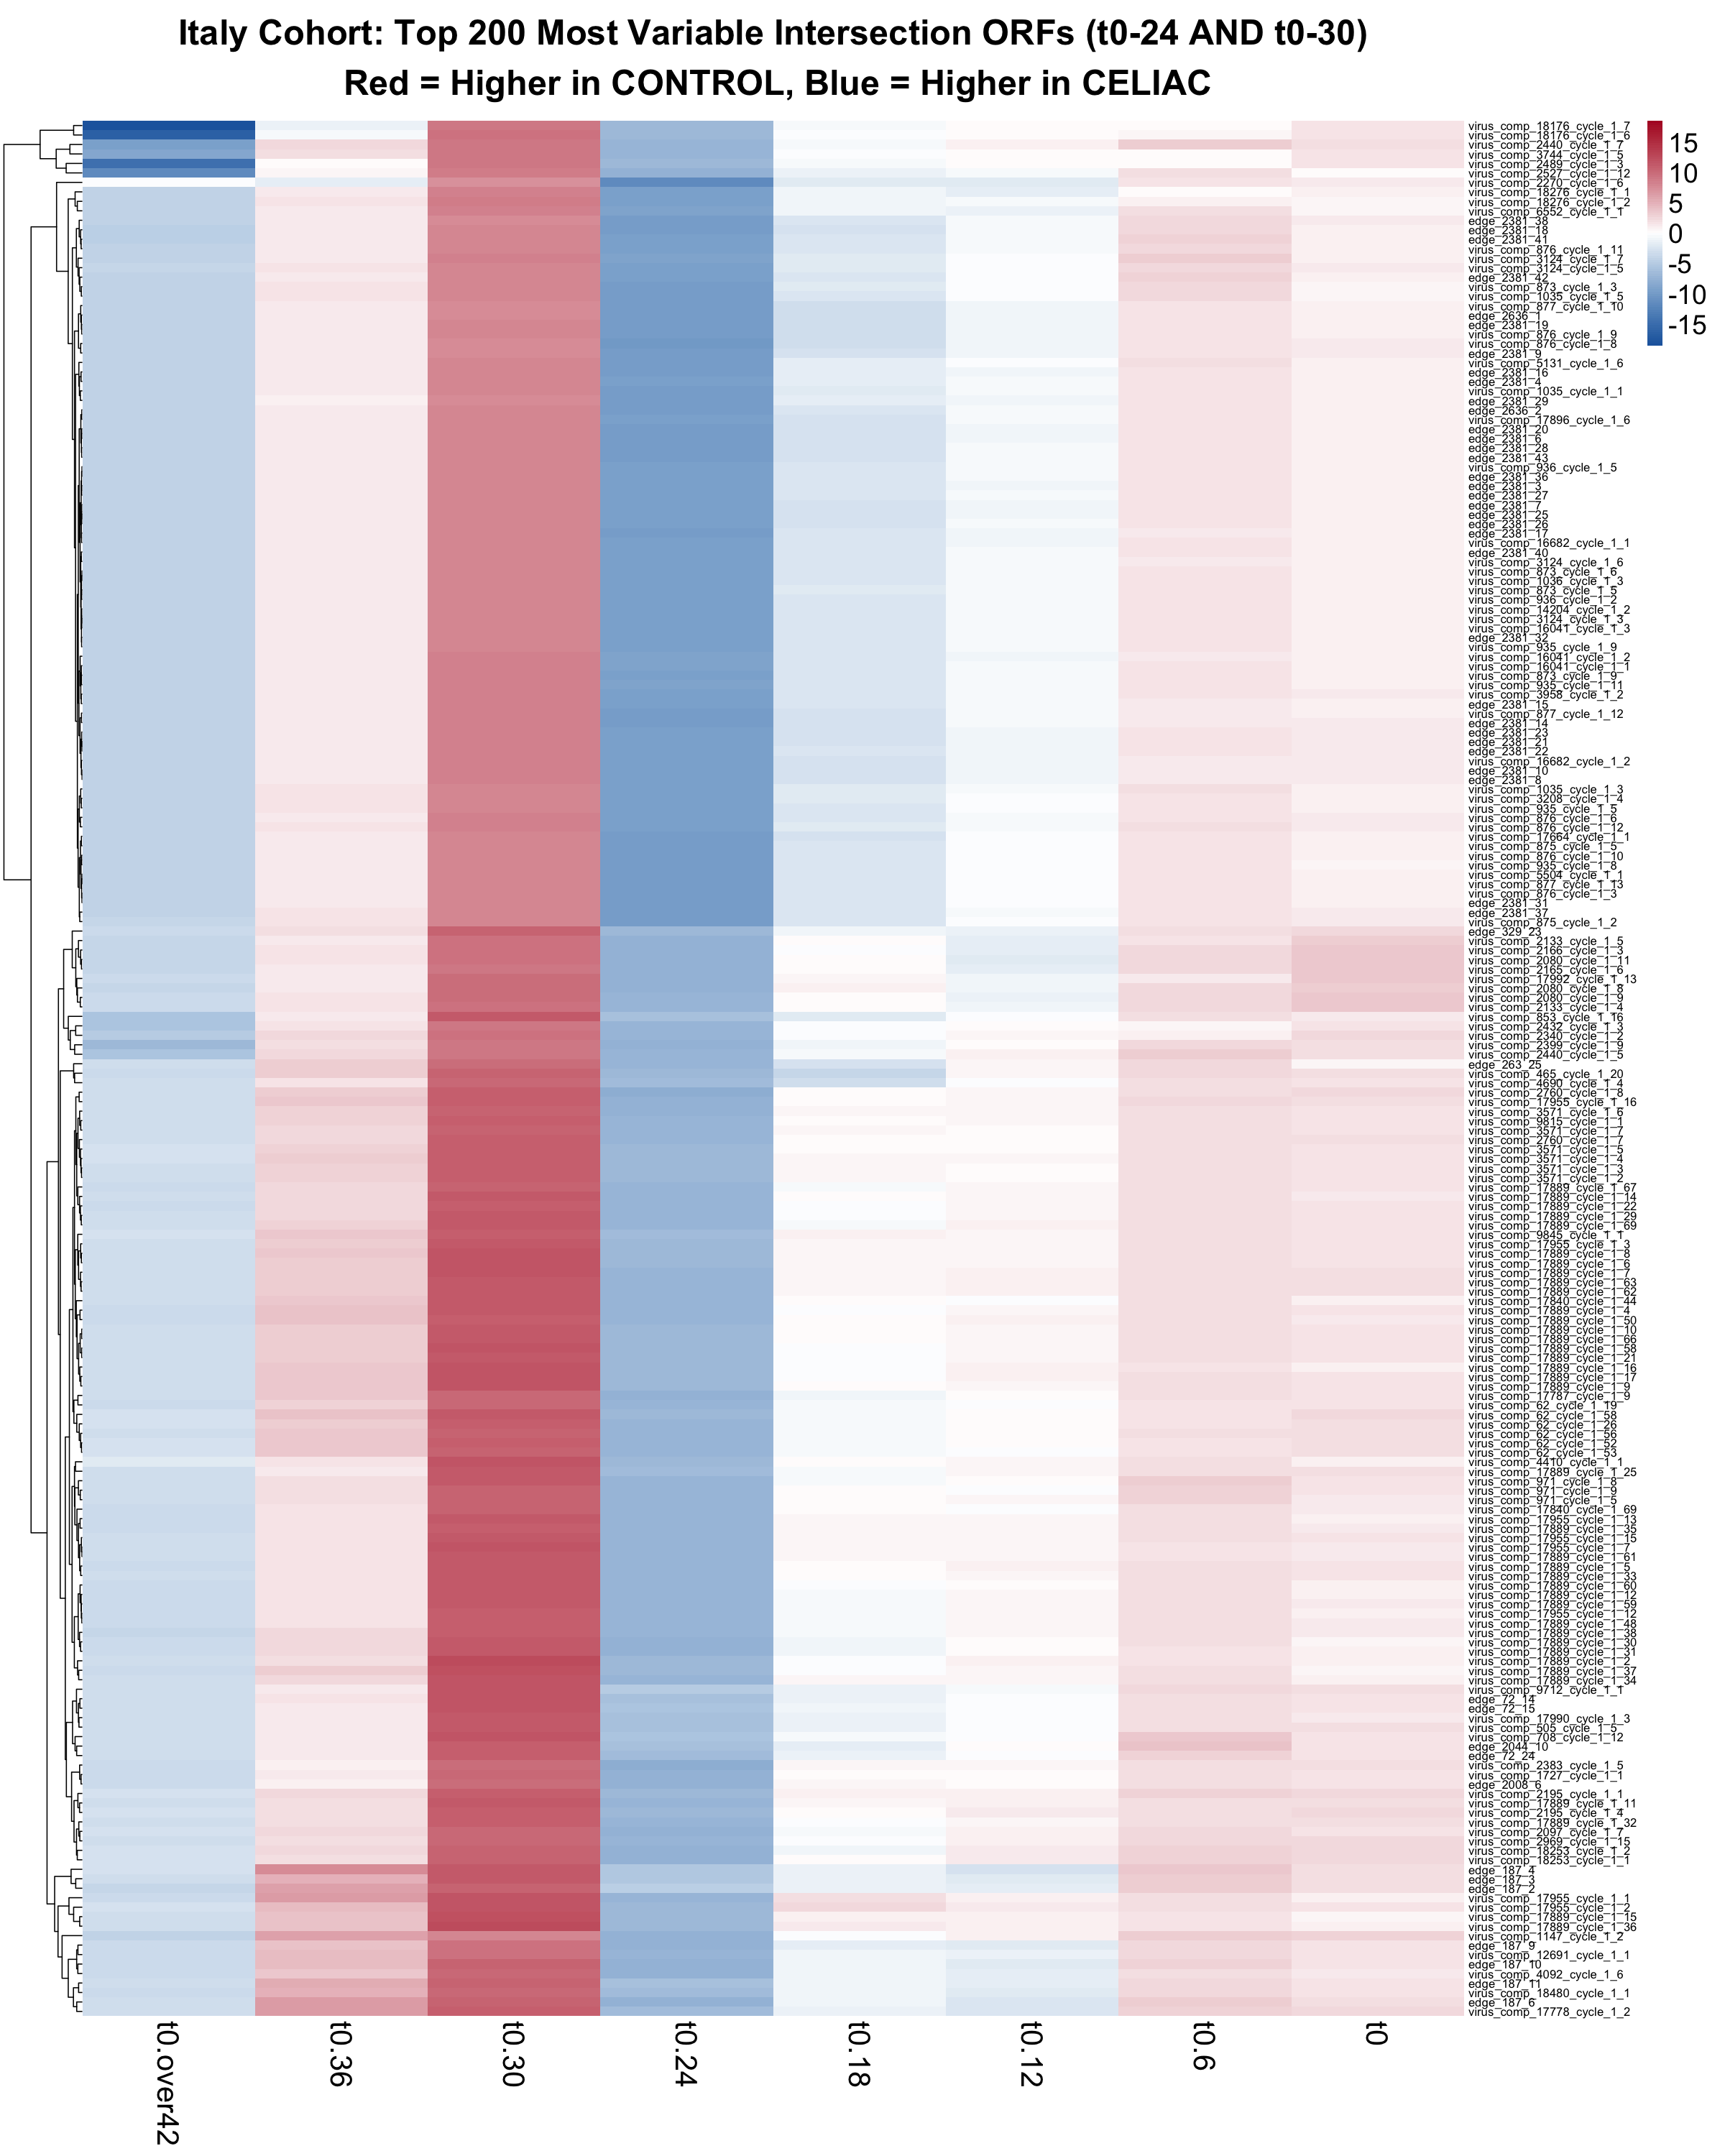 Italy Cohort: Top 200 Most Variable Intersection ORFs (t0-24 AND t0-30)
Red = Higher in CONTROL, Blue = Higher in CELIAC
virus_comp_18176_cycle_1_7
virus_comp_18176_cycle_1_6
virus_comp_2440_cycle_1_7
virus_comp_3744_cycle_1_5
virus_comp_2489_cycle_1_3
virus_comp_2527_cycle_1_12
virus_comp_2270_cycle_1_6
virus_comp_18276_cycle_1_1
virus_comp_18276_cycle_1_2
virus_comp_6552_cycle_1_1
edge_2381_38
edge_2381_18
edge_2381_41
virus_comp_876_cycle_1_11
virus_comp_3124_cycle_1_7
virus_comp_3124_cycle_1_5
edge_2381_42
virus_comp_873_cycle_1_3
virus_comp_1035_cycle_1_5
virus_comp_877_cycle_1_10
edge_2636_1
edge_2381_19
virus_comp_876_cycle_1_9
virus_comp_876_cycle_1_8
edge_2381_9
virus_comp_5131_cycle_1_6
edge_2381_16
edge_2381_4
virus_comp_1035_cycle_1_1
edge_2381_29
edge_2636_2
virus_comp_17896_cycle_1_6
edge_2381_20
edge_2381_6
edge_2381_28
edge_2381_43
virus_comp_936_cycle_1_5
edge_2381_36
edge_2381_3
edge_2381_27
edge_2381_7
edge_2381_25
edge_2381_26
edge_2381_17
virus_comp_16682_cycle_1_1
edge_2381_40
virus_comp_3124_cycle_1_6
virus_comp_873_cycle_1_6
virus_comp_1036_cycle_1_3
virus_comp_873_cycle_1_5
virus_comp_936_cycle_1_2
virus_comp_14204_cycle_1_2
virus_comp_3124_cycle_1_3
virus_comp_16041_cycle_1_3
edge_2381_32
virus_comp_935_cycle_1_9
virus_comp_16041_cycle_1_2
virus_comp_16041_cycle_1_1
virus_comp_873_cycle_1_9
virus_comp_935_cycle_1_11
virus_comp_3958_cycle_1_2
edge_2381_15
virus_comp_877_cycle_1_12
edge_2381_14
edge_2381_23
edge_2381_21
edge_2381_22
virus_comp_16682_cycle_1_2
edge_2381_10
edge_2381_8
virus_comp_1035_cycle_1_3
virus_comp_3208_cycle_1_4
virus_comp_935_cycle_1_5
virus_comp_876_cycle_1_6
virus_comp_876_cycle_1_12
virus_comp_17664_cycle_1_1
virus_comp_875_cycle_1_5
virus_comp_876_cycle_1_10
virus_comp_935_cycle_1_8
virus_comp_5504_cycle_1_1
virus_comp_877_cycle_1_13
virus_comp_876_cycle_1_3
edge_2381_31
edge_2381_37
virus_comp_875_cycle_1_2
edge_329_23
virus_comp_2133_cycle_1_5
virus_comp_2166_cycle_1_3
virus_comp_2080_cycle_1_11
virus_comp_2165_cycle_1_6
virus_comp_17992_cycle_1_13
virus_comp_2080_cycle_1_8
virus_comp_2080_cycle_1_9
virus_comp_2133_cycle_1_4
virus_comp_853_cycle_1_16
virus_comp_2432_cycle_1_3
virus_comp_2340_cycle_1_2
virus_comp_2399_cycle_1_9
virus_comp_2440_cycle_1_5
edge_263_25
virus_comp_465_cycle_1_20
virus_comp_4690_cycle_1_4
virus_comp_2760_cycle_1_8
virus_comp_17955_cycle_1_16
virus_comp_3571_cycle_1_6
virus_comp_9815_cycle_1_1
virus_comp_3571_cycle_1_7
virus_comp_2760_cycle_1_7
virus_comp_3571_cycle_1_5
virus_comp_3571_cycle_1_4
virus_comp_3571_cycle_1_3
virus_comp_3571_cycle_1_2
virus_comp_17889_cycle_1_67
virus_comp_17889_cycle_1_14
virus_comp_17889_cycle_1_22
virus_comp_17889_cycle_1_29
virus_comp_17889_cycle_1_69
virus_comp_9845_cycle_1_1
virus_comp_17955_cycle_1_3
virus_comp_17889_cycle_1_8
virus_comp_17889_cycle_1_6
virus_comp_17889_cycle_1_7
virus_comp_17889_cycle_1_63
virus_comp_17889_cycle_1_62
virus_comp_17840_cycle_1_44
virus_comp_17889_cycle_1_4
virus_comp_17889_cycle_1_50
virus_comp_17889_cycle_1_10
virus_comp_17889_cycle_1_66
virus_comp_17889_cycle_1_58
virus_comp_17889_cycle_1_21
virus_comp_17889_cycle_1_16
virus_comp_17889_cycle_1_17
virus_comp_17889_cycle_1_9
virus_comp_17787_cycle_1_9
virus_comp_62_cycle_1_19
virus_comp_62_cycle_1_58
virus_comp_62_cycle_1_26
virus_comp_62_cycle_1_56
virus_comp_62_cycle_1_52
virus_comp_62_cycle_1_53
virus_comp_4410_cycle_1_1
virus_comp_17889_cycle_1_25
virus_comp_971_cycle_1_8
virus_comp_971_cycle_1_9
virus_comp_971_cycle_1_5
virus_comp_17840_cycle_1_69
virus_comp_17955_cycle_1_13
virus_comp_17889_cycle_1_35
virus_comp_17955_cycle_1_15
virus_comp_17955_cycle_1_7
virus_comp_17889_cycle_1_61
virus_comp_17889_cycle_1_5
virus_comp_17889_cycle_1_33
virus_comp_17889_cycle_1_60
virus_comp_17889_cycle_1_12
virus_comp_17889_cycle_1_59
virus_comp_17955_cycle_1_12
virus_comp_17889_cycle_1_48
virus_comp_17889_cycle_1_38
virus_comp_17889_cycle_1_30
virus_comp_17889_cycle_1_31
virus_comp_17889_cycle_1_2
virus_comp_17889_cycle_1_37
virus_comp_17889_cycle_1_34
virus_comp_9712_cycle_1_1
edge_72_14
edge_72_15
virus_comp_17990_cycle_1_3
virus_comp_505_cycle_1_5
virus_comp_708_cycle_1_12
edge_2044_10
edge_72_24
virus_comp_2383_cycle_1_5
virus_comp_1727_cycle_1_1
edge_2008_6
virus_comp_2195_cycle_1_1
virus_comp_17889_cycle_1_11
virus_comp_2195_cycle_1_4
virus_comp_17889_cycle_1_32
virus_comp_2097_cycle_1_7
virus_comp_2969_cycle_1_15
virus_comp_18253_cycle_1_2
virus_comp_18253_cycle_1_1
edge_187_4
edge_187_3
edge_187_2
virus_comp_17955_cycle_1_1
virus_comp_17955_cycle_1_2
virus_comp_17889_cycle_1_15
virus_comp_17889_cycle_1_36
virus_comp_1147_cycle_1_2
edge_187_9
virus_comp_12691_cycle_1_1
edge_187_10
virus_comp_4092_cycle_1_6
edge_187_11
virus_comp_18480_cycle_1_1
edge_187_6
virus_comp_17778_cycle_1_2
15
10
5
0
-5
-10
-15
t0.over42
t0.36
t0.30
t0.24
t0.18
t0.12
t0.6
t0